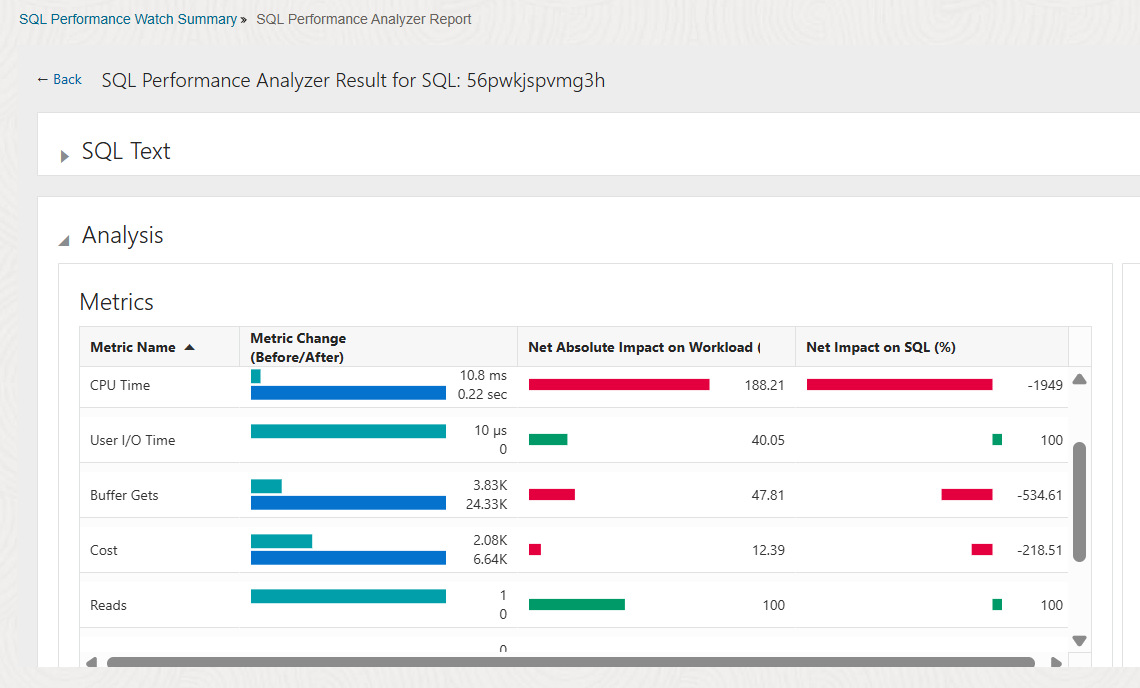 SQL Performance Watch Summary » SQL Performance Analyzer Report
← Back SQL Performance Analyzer Result for SQL: 56pwkjspvmg3h
SQL Text
Analysis
Metrics
Metric Name Metric Change (Before/After) Net Absolute Impact on Workload ( Net Impact on SQL (%)
CPU Time 10.8 ms 0.22 sec 188.21 -1949
User I/O Time 10 µs 0 40.05 100
Buffer Gets 3.83K 24.33K 47.81 -534.61
Cost 2.08K 6.64K 12.39 -218.51
Reads 1 0 100 100
0